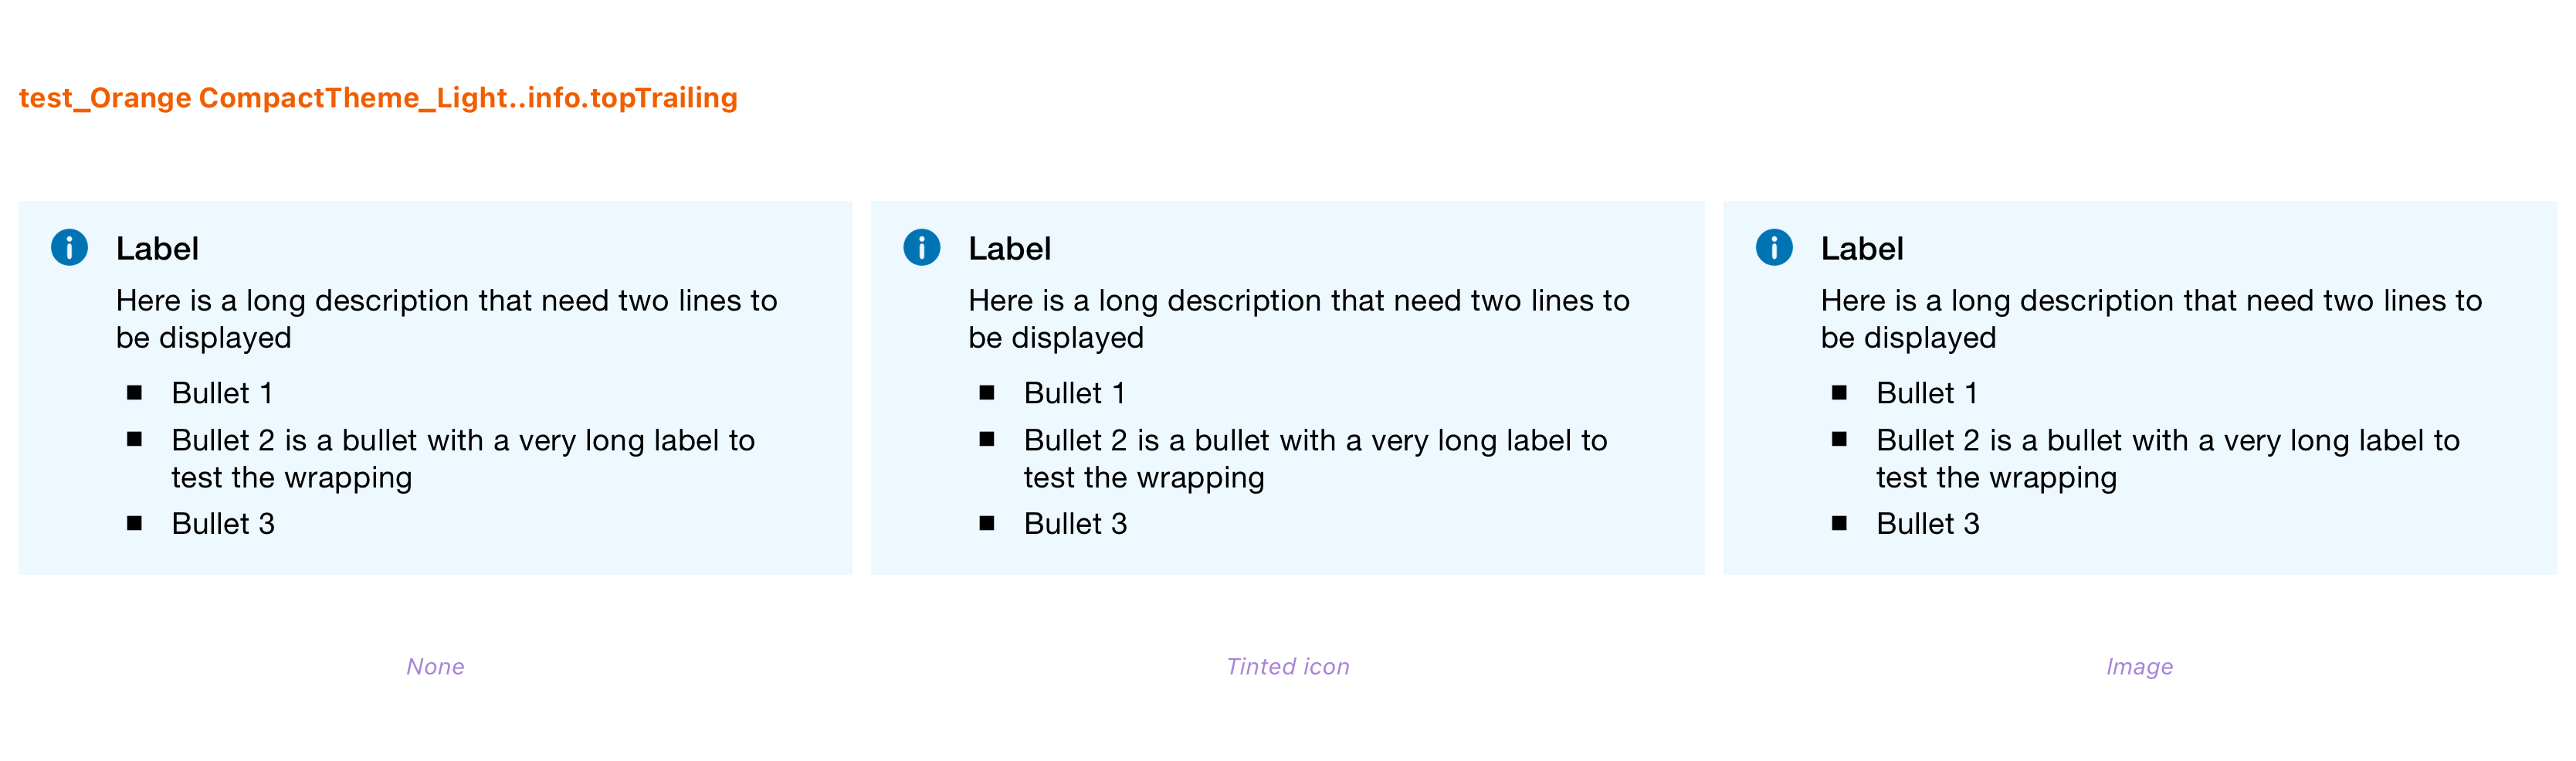 test_Orange CompactTheme_Light..info.topTrailing
Label
Here is a long description that need two lines to
be displayed
■ Bullet 1
■ Bullet 2 is a bullet with a very long label to
test the wrapping
■ Bullet 3
Label
Here is a long description that need two lines to
be displayed
■ Bullet 1
■ Bullet 2 is a bullet with a very long label to
test the wrapping
■ Bullet 3
Label
Here is a long description that need two lines to
be displayed
■ Bullet 1
■ Bullet 2 is a bullet with a very long label to
test the wrapping
■ Bullet 3
None
Tinted icon
Image